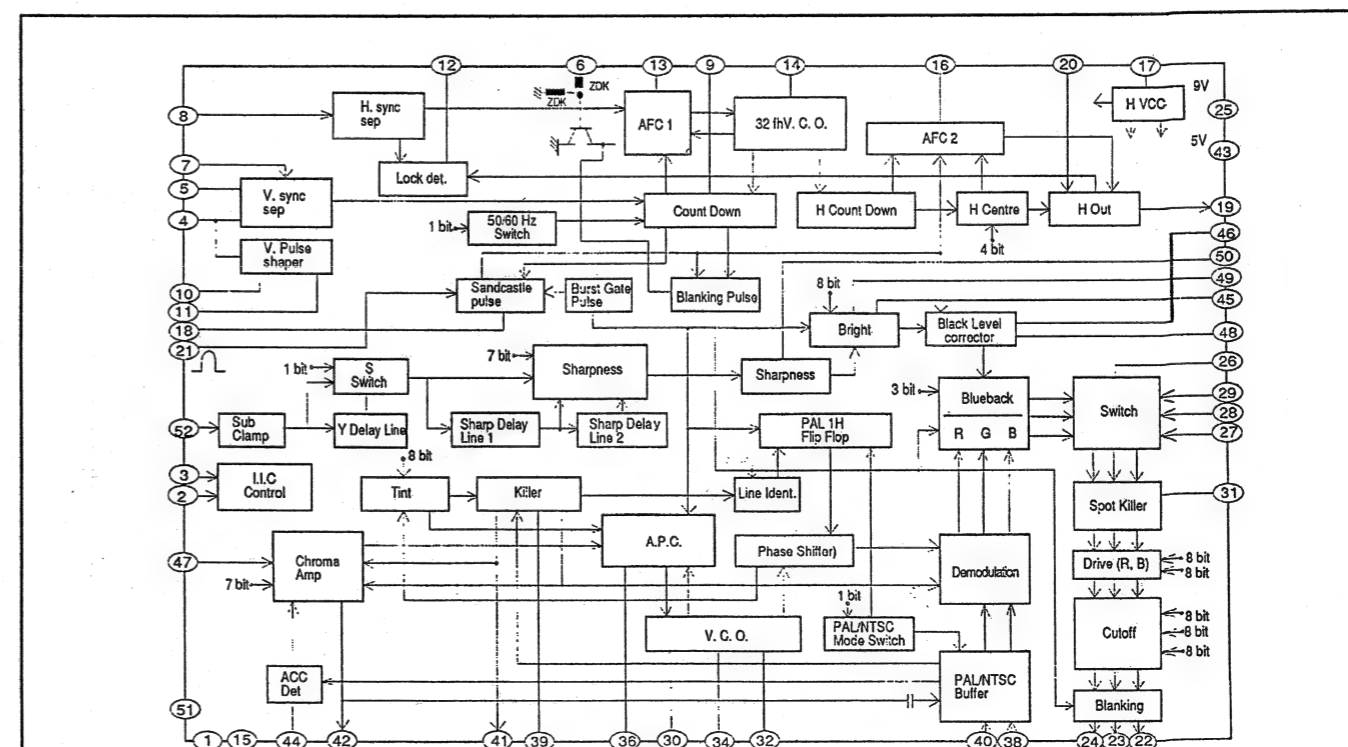 12 6 13 9 14 16 20 17
ZDK
ZDK
9V
H VCC
25
8
H. sync
sep
AFC 1
32 fhV. C. O.
AFC 2
5V
43
7
Lock det.
5
V. sync
sep
4
Count Down
H Count Down
H Centre
H Out
19
1 bit
50/60 Hz
Switch
46
4 bit
V. Pulse
shaper
50
8 bit
49
10
Sandcastle
pulse
Burst Gate
Pulse
Blanking Pulse
45
11
Bright
Black Level
corrector
18
48
21
7 bit
1 bit
S
Switch
Sharpness
Sharpness
26
3 bit
Blueback
R G B
Switch
29
28
27
52
Sub
Clamp
Y Delay Line
Sharp Delay
Line 1
Sharp Delay
Line 2
PAL 1H
Flip Flop
8 bit
3
2
I.I.C
Control
Tint
Killer
Line Ident.
31
Spot Killer
A.P.C.
Phase Shifter)
47
Chroma
Amp
7 bit
Demodulation
Drive (R, B)
8 bit
8 bit
1 bit
V. C. O.
PAL/NTSC
Mode Switch
Cutoff
8 bit
8 bit
8 bit
ACC
Det
PAL/NTSC
Buffer
Blanking
51
1 15 44 42 41 39 36 30 34 32 40 38 24 23 22